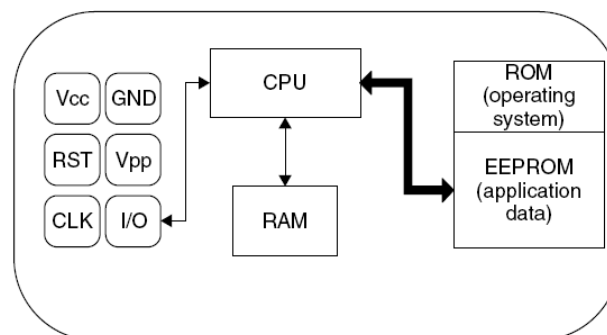 Vcc GND
RST Vpp
CLK I/O
CPU
RAM
ROM
(operating
system)
EEPROM
(application
data)